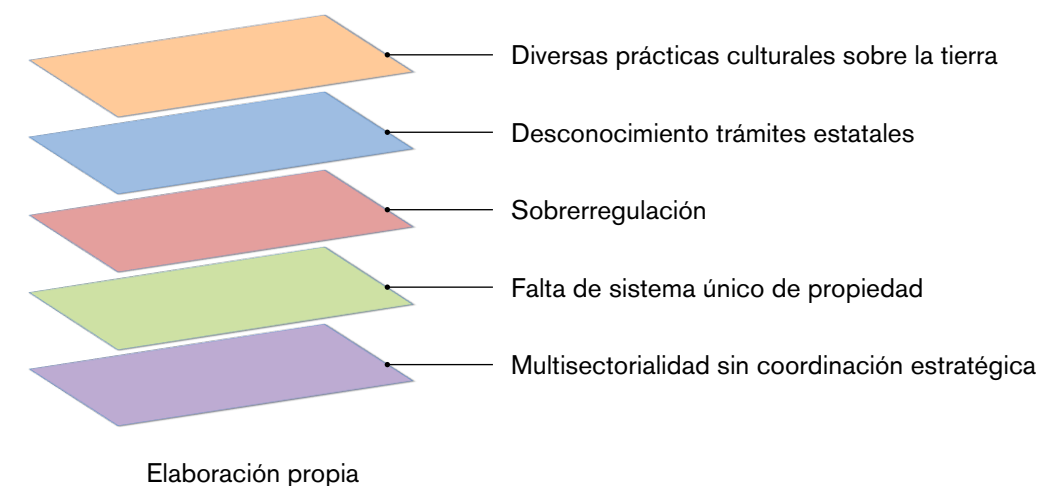 Diversas prácticas culturales sobre la tierra
Desconocimiento trámites estatales
Sobrerregulación
Falta de sistema único de propiedad
Multisectorialidad sin coordinación estratégica
Elaboración propia